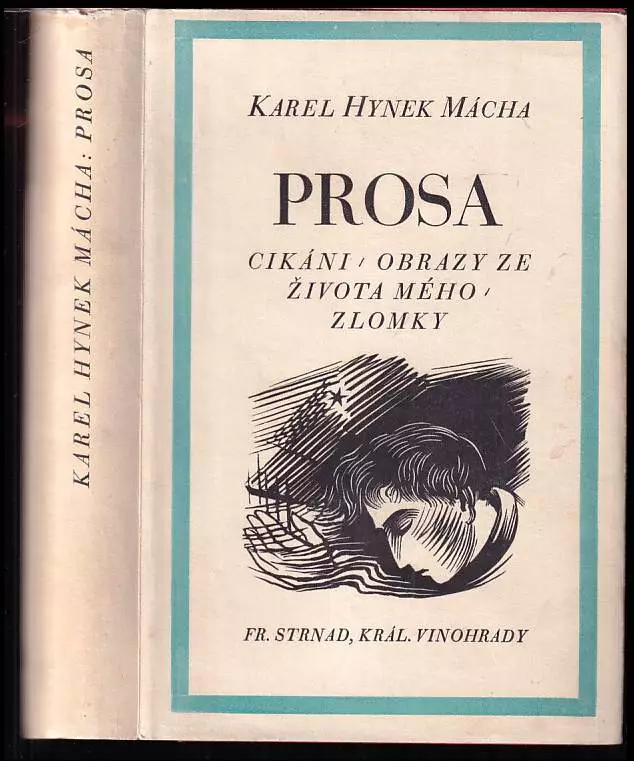 KAREL HYNEK MÁCHA: PROSA
KAREL HYNEK MÁCHA
PROSA
CIKÁNI / OBRAZY ZE
ŽIVOTA MÉHO /
ZLOMKY
FR. STRNAD, KRÁL. VINOHRADY